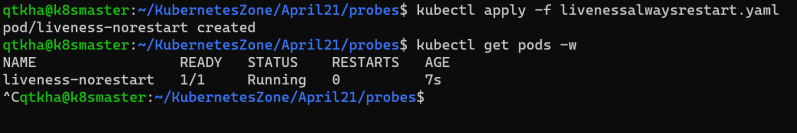 qtkha@k8smaster:~/KubernetesZone/April21/probes$ kubectl apply -f livenessalwaysrestart.yaml
pod/liveness-norestart created
qtkha@k8smaster:~/KubernetesZone/April21/probes$ kubectl get pods -w
NAME READY STATUS RESTARTS AGE
liveness-norestart 1/1 Running 0 7s
^Cqtkha@k8smaster:~/KubernetesZone/April21/probes$